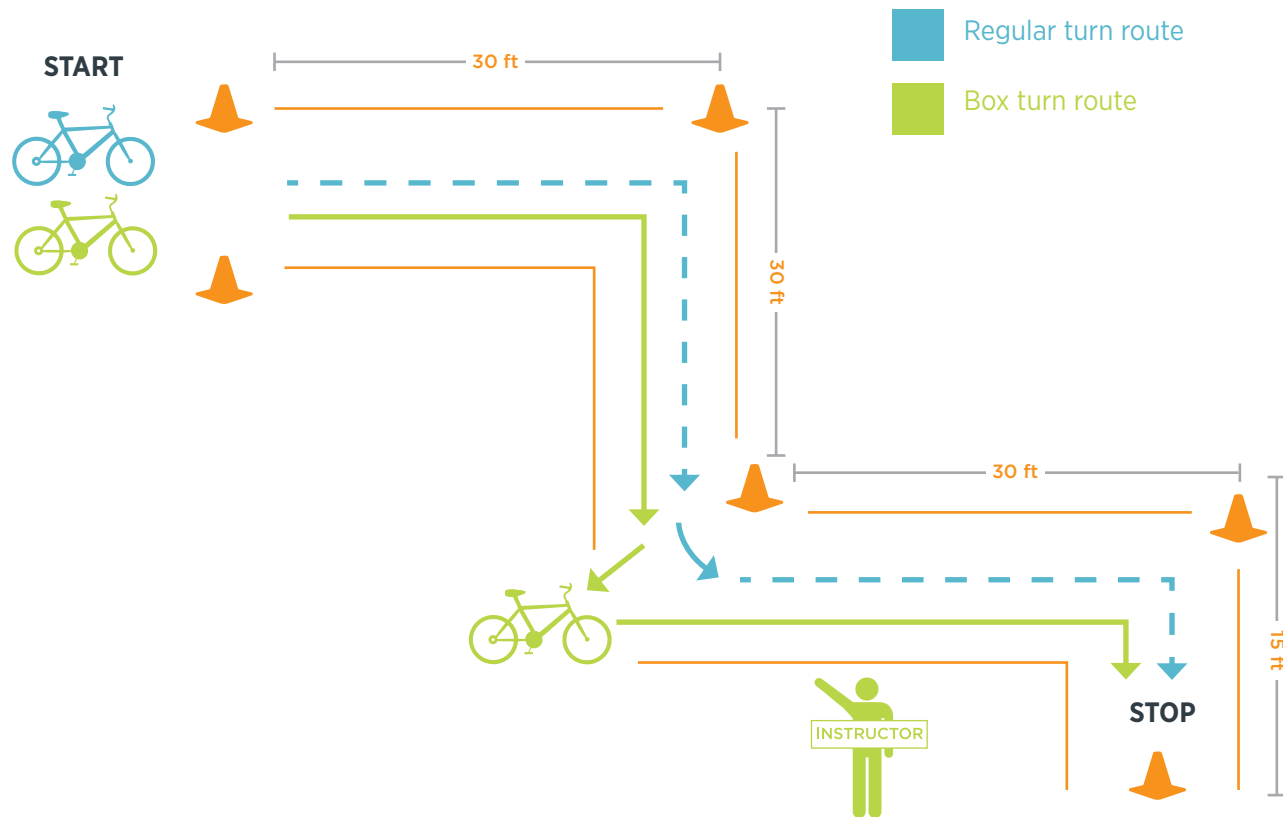 START
30 ft
Regular turn route
Box turn route
30 ft
30 ft
15 ft
STOP
INSTRUCTOR